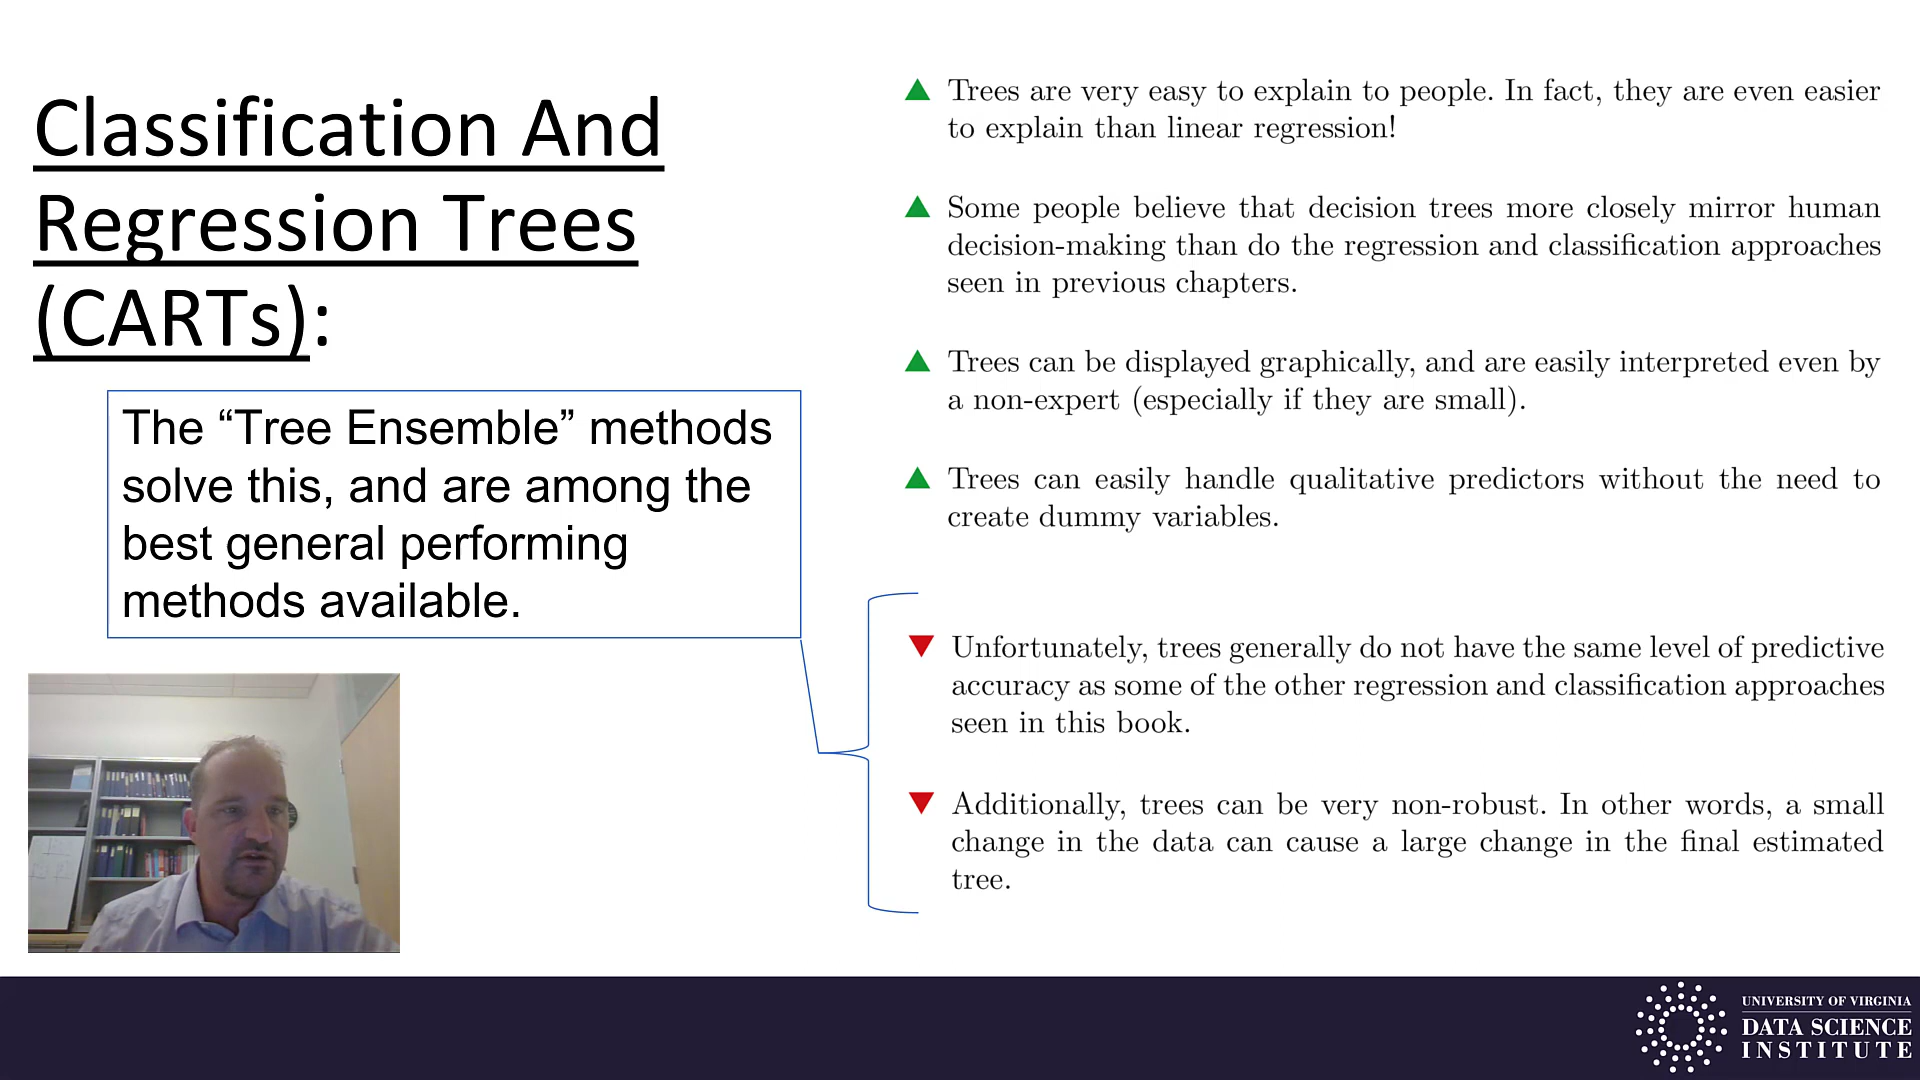 Classification And
Regression Trees
(CARTs):
The “Tree Ensemble” methods
solve this, and are among the
best general performing
methods available.
▲ Trees are very easy to explain to people. In fact, they are even easier
to explain than linear regression!
▲ Some people believe that decision trees more closely mirror human
decision-making than do the regression and classification approaches
seen in previous chapters.
▲ Trees can be displayed graphically, and are easily interpreted even by
a non-expert (especially if they are small).
▲ Trees can easily handle qualitative predictors without the need to
create dummy variables.
▼ Unfortunately, trees generally do not have the same level of predictive
accuracy as some of the other regression and classification approaches
seen in this book.
▼ Additionally, trees can be very non-robust. In other words, a small
change in the data can cause a large change in the final estimated
tree.
UNIVERSITY OF VIRGINIA
DATA SCIENCE
INSTITUTE